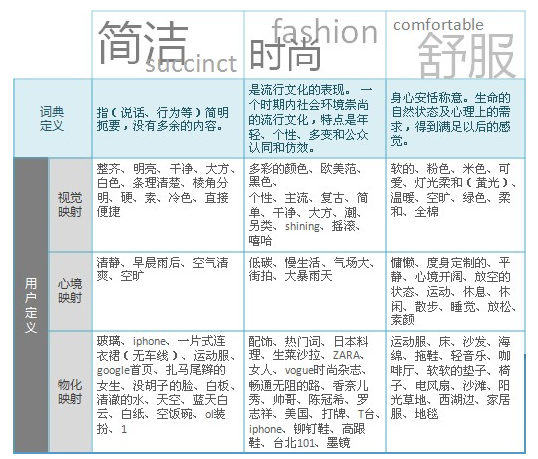 简洁
succinct
fashion
时尚
comfortable
舒服
词典
定义
指（说话、行为等）简明
扼要，没有多余的内容。
是流行文化的表现。一
个时期内社会环境崇尚
的流行文化，特点是年
轻、个性、多变和公众
认同和仿效。
身心安恬称意。生命的
自然状态及心理上的需
求，得到满足以后的感
觉。
用户定义
视觉
映射
整齐、明亮、干净、大方、
白色、条理清楚、棱角分
明、硬、素、冷色、直接
便捷
多彩的颜色、欧美范、
黑色、
个性、主流、复古、简
单、干净、大方、潮、
另类、shining、摇滚、
嘻哈
软的、粉色、米色、可
爱、灯光柔和（黄光）、
温暖、空旷、绿色、柔
和、全棉
心境
映射
清静、早晨雨后、空气清
爽、空旷
低碳、慢生活、气场大、
街拍、大暴雨天
慵懒、度身定制的、平
静、心境开阔、放空的
状态、运动、休息、休
闲、散步、睡觉、放松、
素颜
物化
映射
玻璃、iphone、一片式连
衣裙（无车线）、运动服、
google首页、扎马尾辫的
女生、没胡子的脸、白板、
清澈的水、天空、蓝天白
云、白纸、空饭碗、ol装
扮、1
配饰、热门词、日本料
理、生菜沙拉、ZARA、
女人、vogue时尚杂志、
畅通无阻的路、香奈儿
秀、帅哥、陈冠希、罗
志祥、美国、打牌、T台、
iphone、铆钉鞋、高跟
鞋、台北101、墨镜
运动服、床、沙发、海
绵、拖鞋、轻音乐、咖
啡厅、软软的垫子、椅
子、电风扇、沙滩、阳
光草地、西湖边、家居
服、地毯